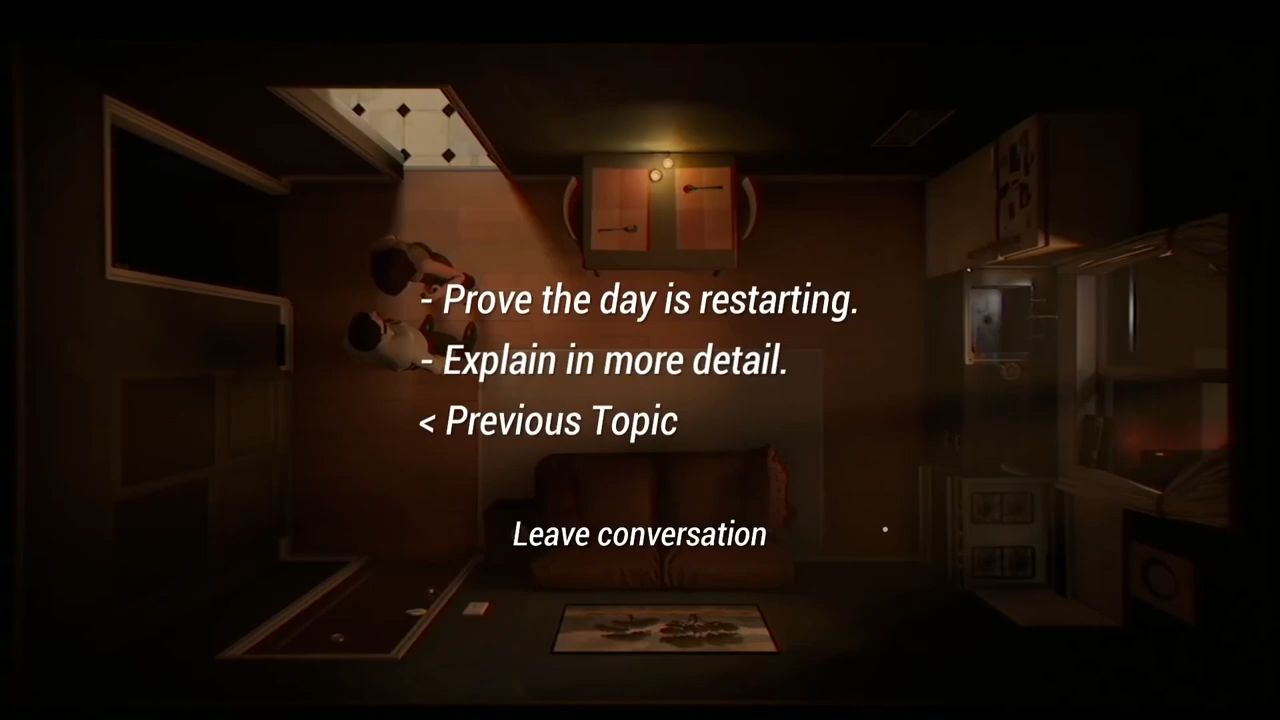 - Prove the day is restarting.
- Explain in more detail.
< Previous Topic
Leave conversation